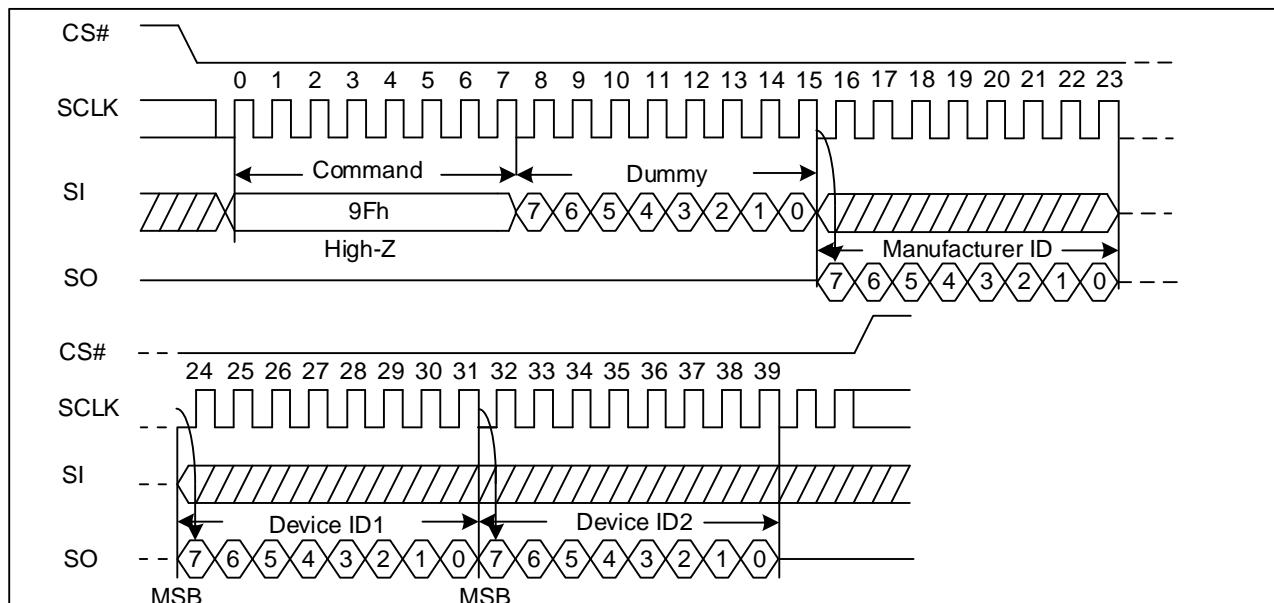 CS#
0 1 2 3 4 5 6 7 8 9 10 11 12 13 14 15 16 17 18 19 20 21 22 23
SCLK
Command Dummy
SI
9Fh 7 6 5 4 3 2 1 0
High-Z Manufacturer ID
SO 7 6 5 4 3 2 1 0
CS#
24 25 26 27 28 29 30 31 32 33 34 35 36 37 38 39
SCLK
SI
Device ID1 Device ID2
SO 7 6 5 4 3 2 1 0 7 6 5 4 3 2 1 0
MSB MSB